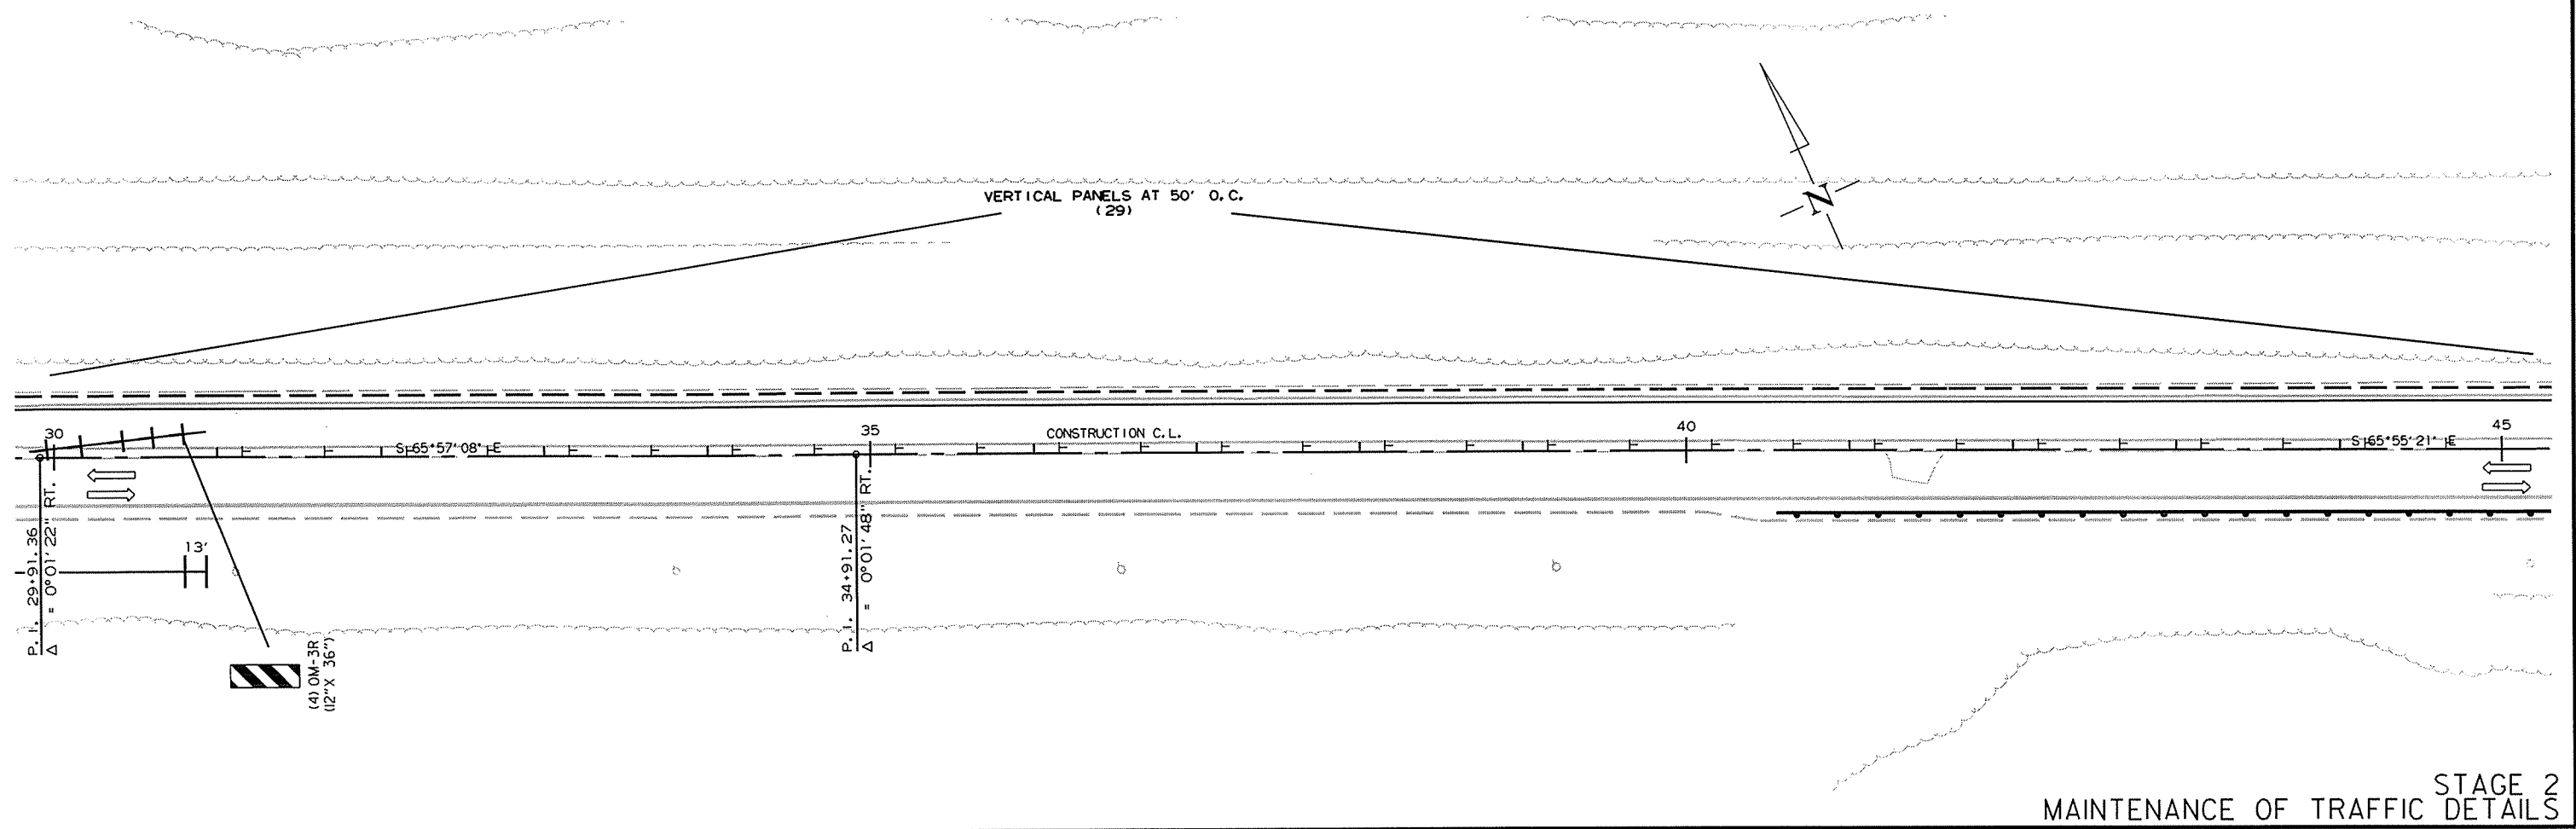 VERTICAL PANELS AT 50' O.C.
(29)
N
30
35
CONSTRUCTION C.L.
40
45
S 65°57'08" E
S 65°55'21" E
P.I. 29+91.36
Δ = 0°01'22" RT.
P.I. 34+91.27
Δ = 0°01'48" RT.
13'
(4) OM-3R
(12"X 36")
STAGE 2
MAINTENANCE OF TRAFFIC DETAILS